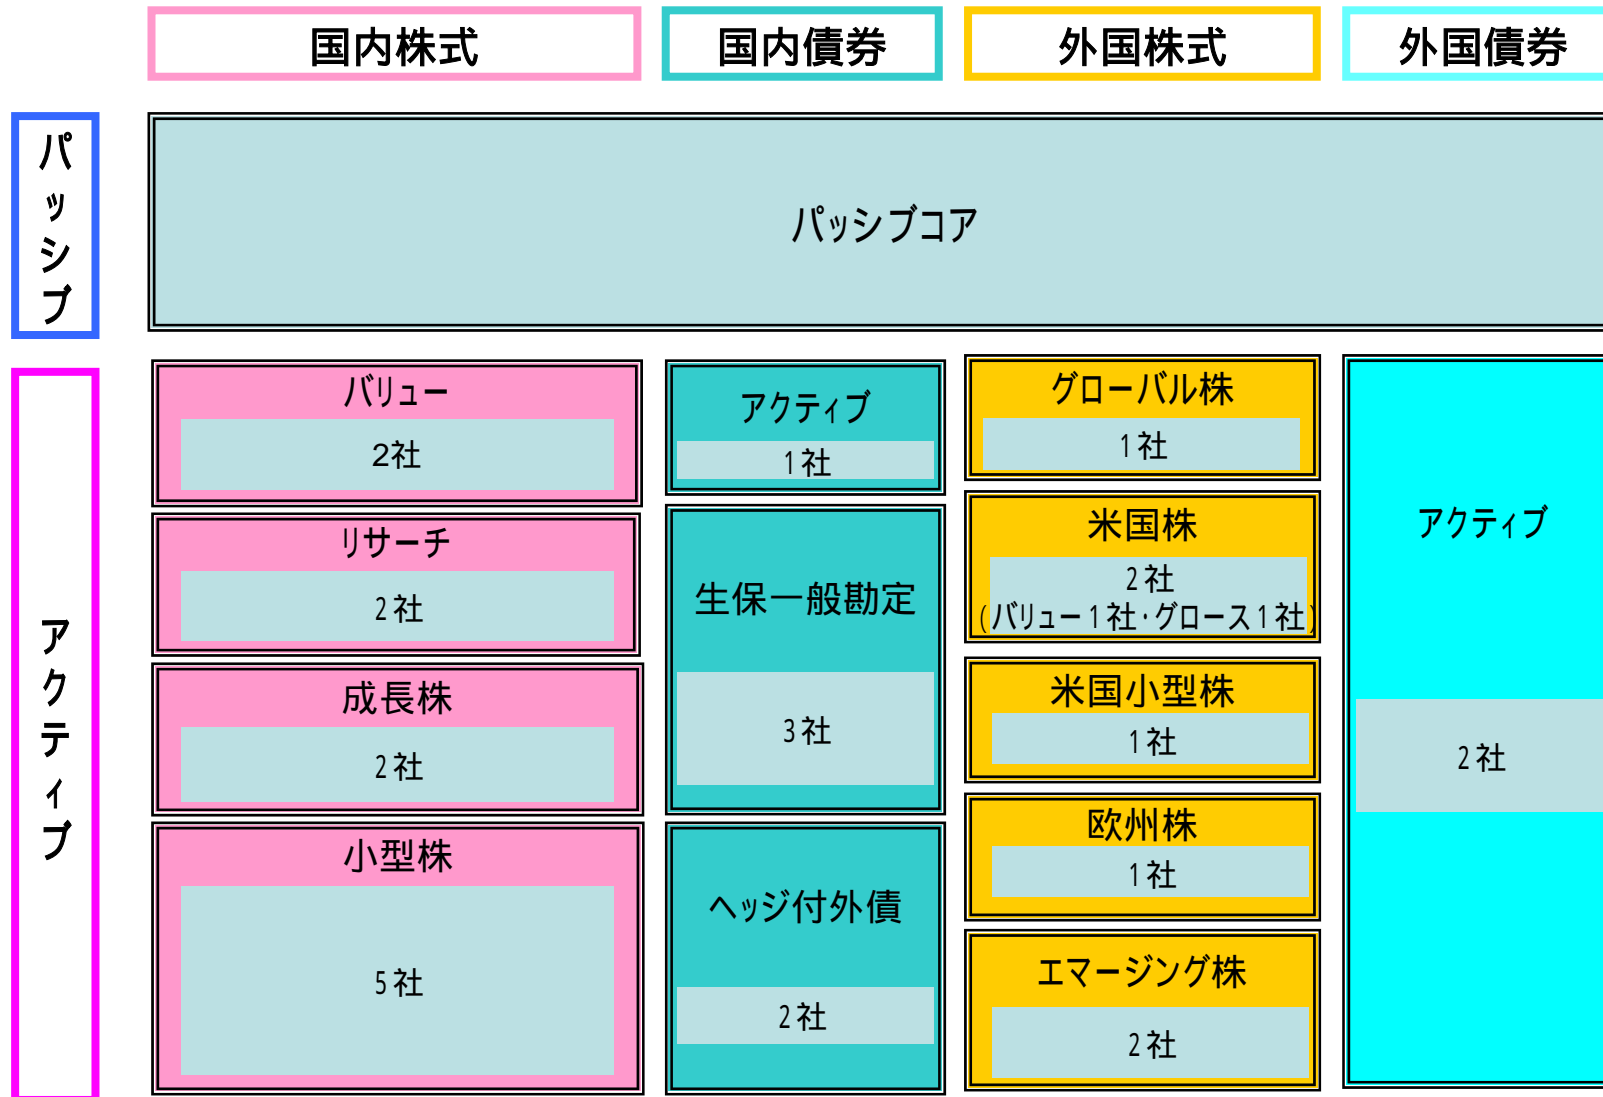 国内株式
国内債券
外国株式
外国債券
パッシブ
パッシブコア
アクティブ
バリュー
2社
リサーチ
2社
成長株
2社
小型株
5社
アクティブ
1社
生保一般勘定
3社
ヘッジ付外債
2社
グローバル株
1社
米国株
2社
(バリュー1社・グロース1社)
米国小型株
1社
欧州株
1社
エマージング株
2社
アクティブ
2社